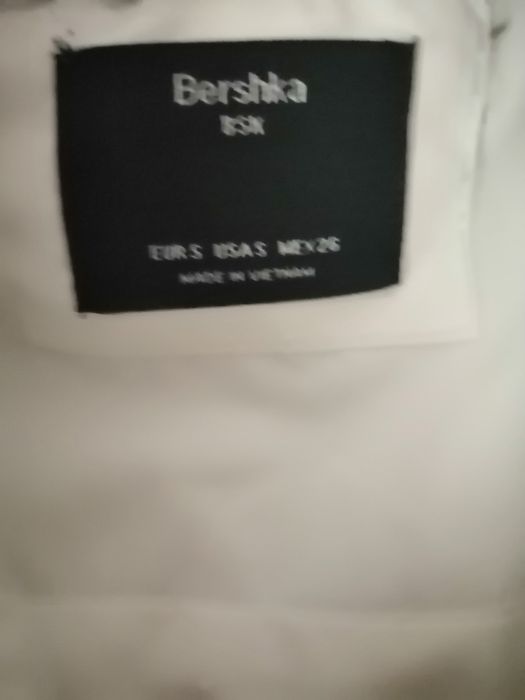 Bershka
BSK
EUR S USA S MEX 26
MADE IN VIETNAM